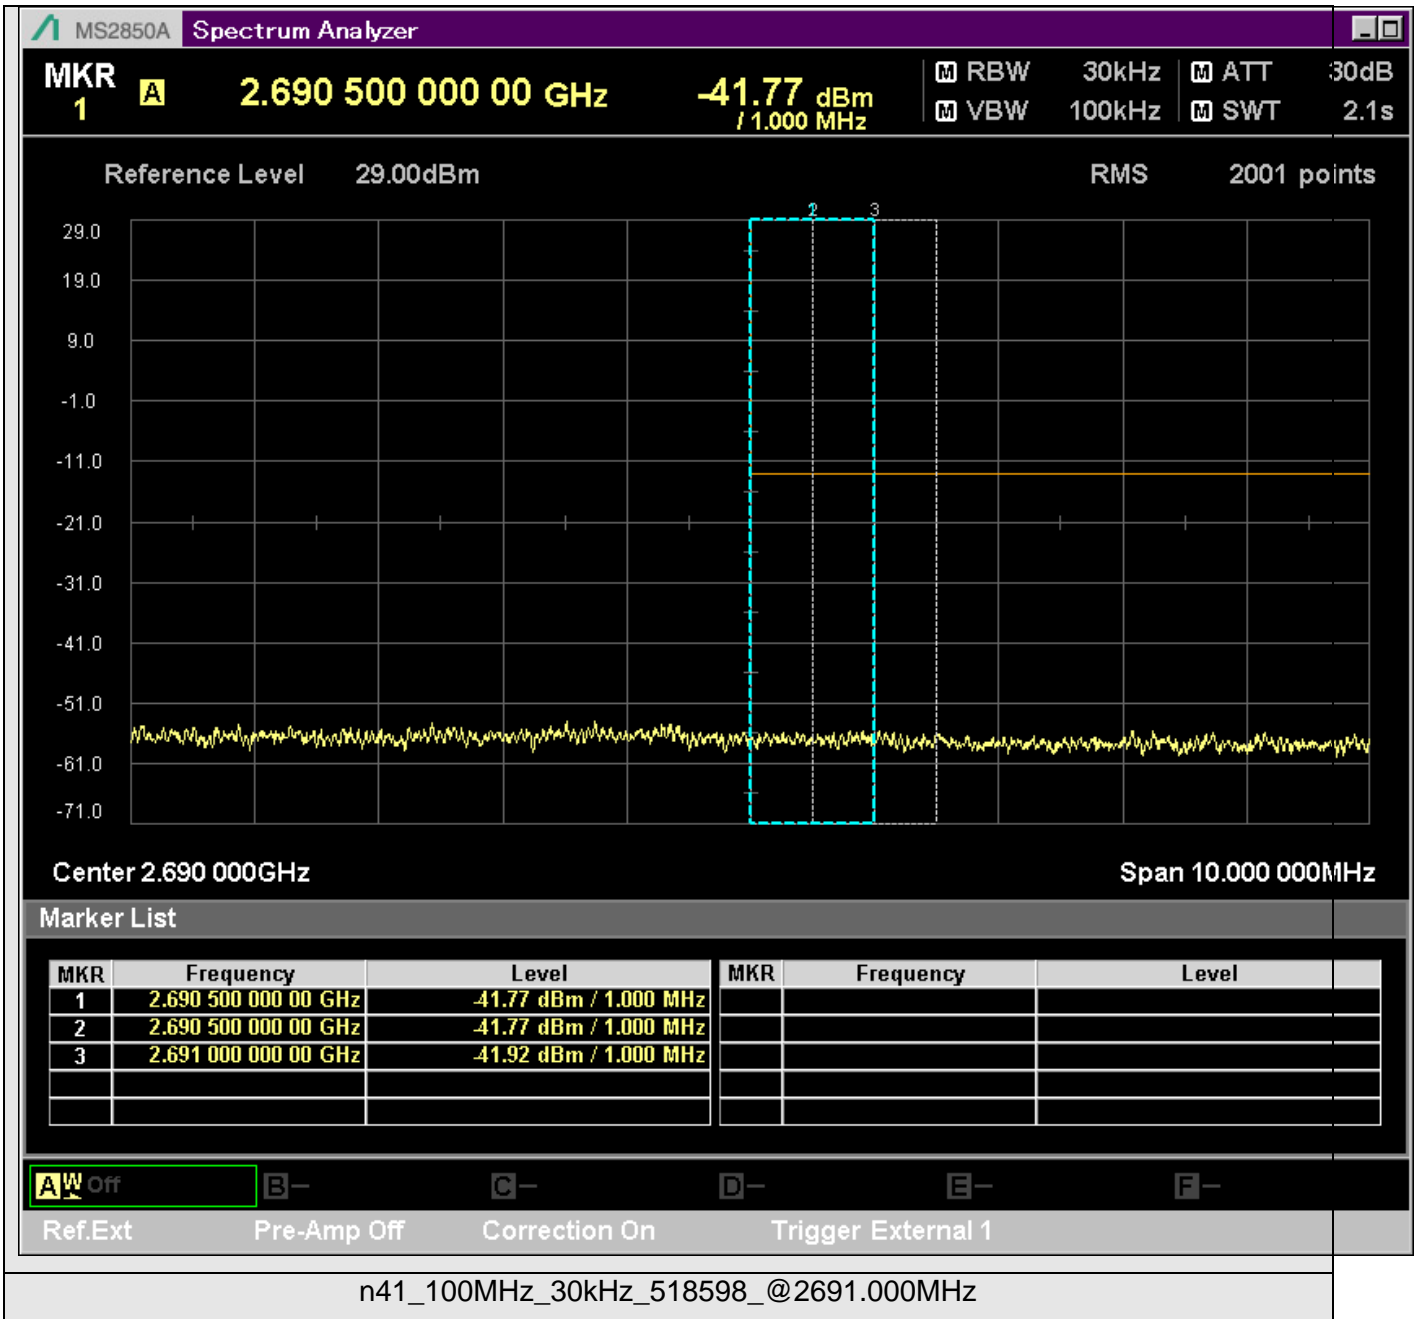 MS2850A Spectrum Analyzer
MKR 1 A 2.690 500 000 00 GHz -41.77 dBm / 1.000 MHz
M RBW 30kHz M ATT 30dB
M VBW 100kHz M SWT 2.1s
Reference Level 29.00dBm RMS 2001 points
2 3
29.0
19.0
9.0
-1.0
-11.0
-21.0
-31.0
-41.0
-51.0
-61.0
-71.0
Center 2.690 000GHz Span 10.000 000MHz
Marker List
MKR Frequency Level MKR Frequency Level
1 2.690 500 000 00 GHz -41.77 dBm / 1.000 MHz
2 2.690 500 000 00 GHz -41.77 dBm / 1.000 MHz
3 2.691 000 000 00 GHz -41.92 dBm / 1.000 MHz
A W Off B C D E F
Ref.Ext Pre-Amp Off Correction On Trigger External 1
n41_100MHz_30kHz_518598_@2691.000MHz